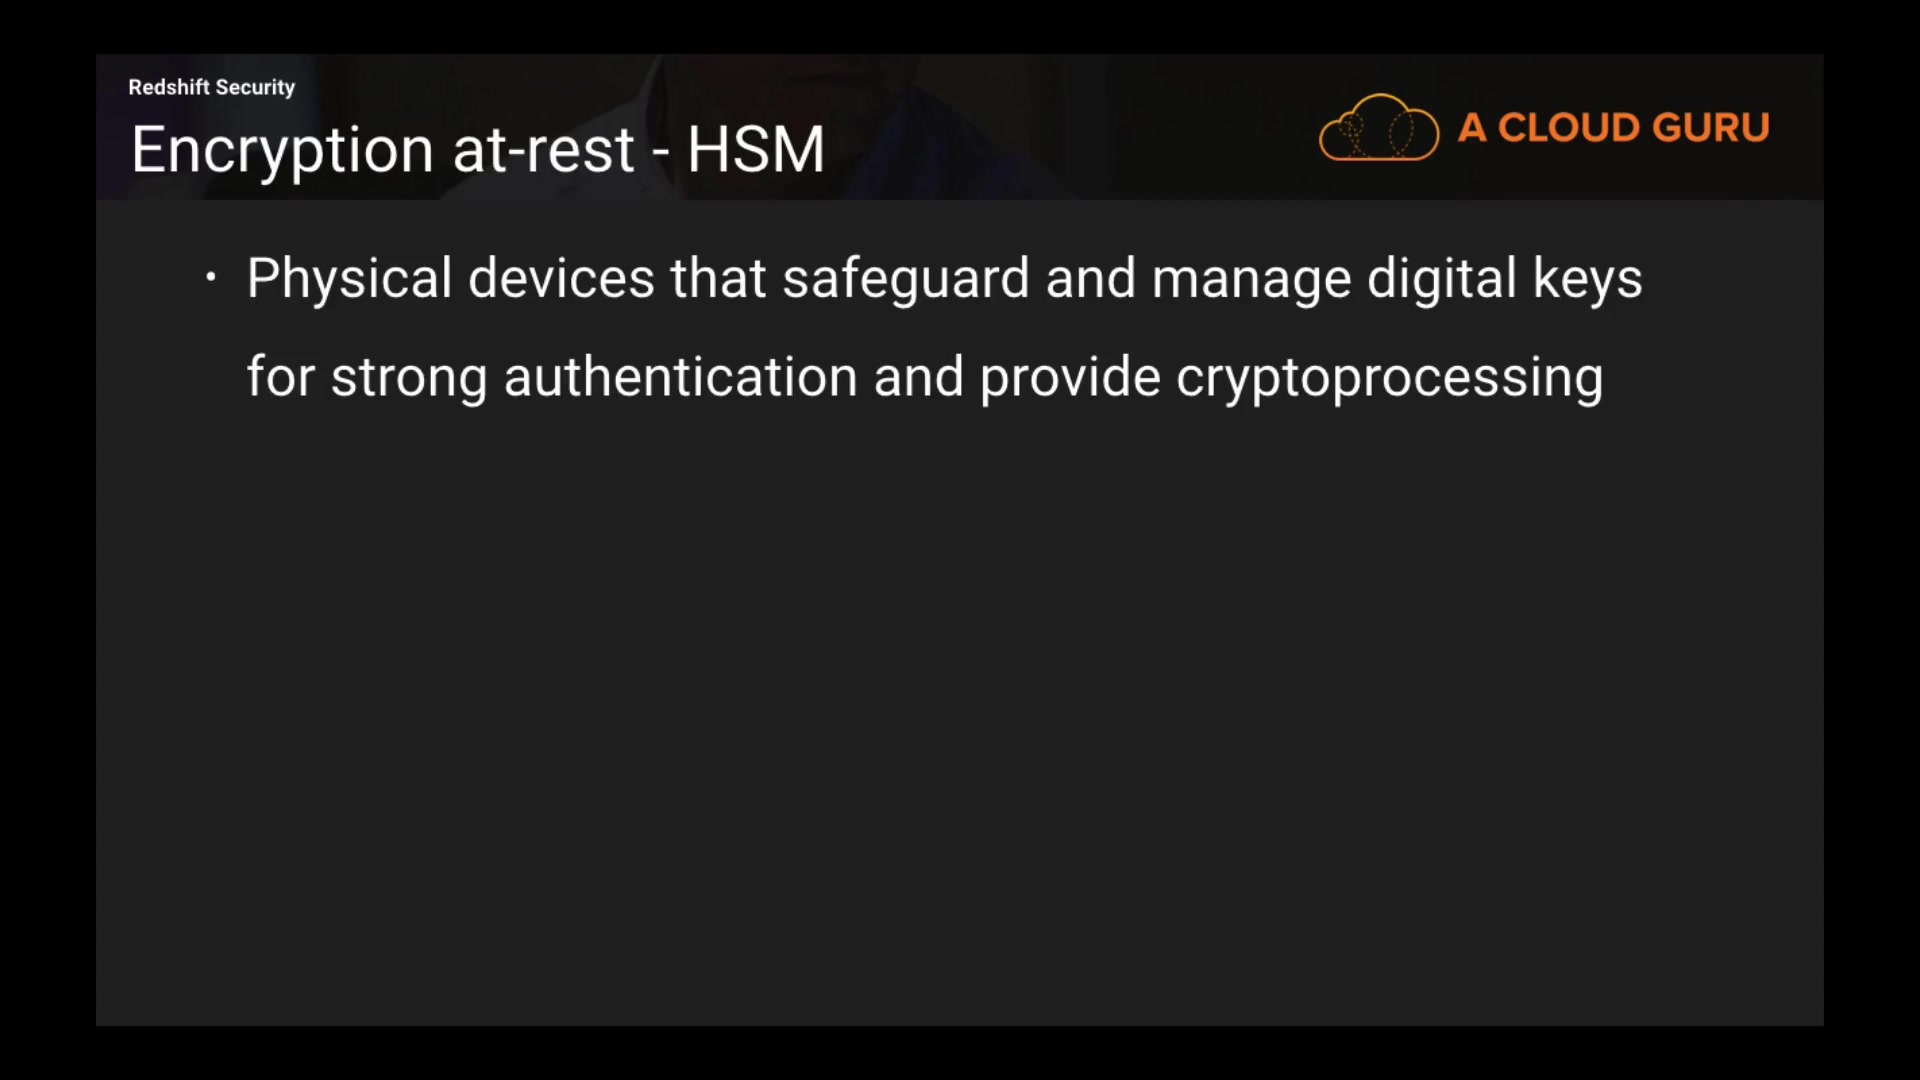 Redshift Security
Encryption at-rest - HSM
A CLOUD GURU
• Physical devices that safeguard and manage digital keys
for strong authentication and provide cryptoprocessing